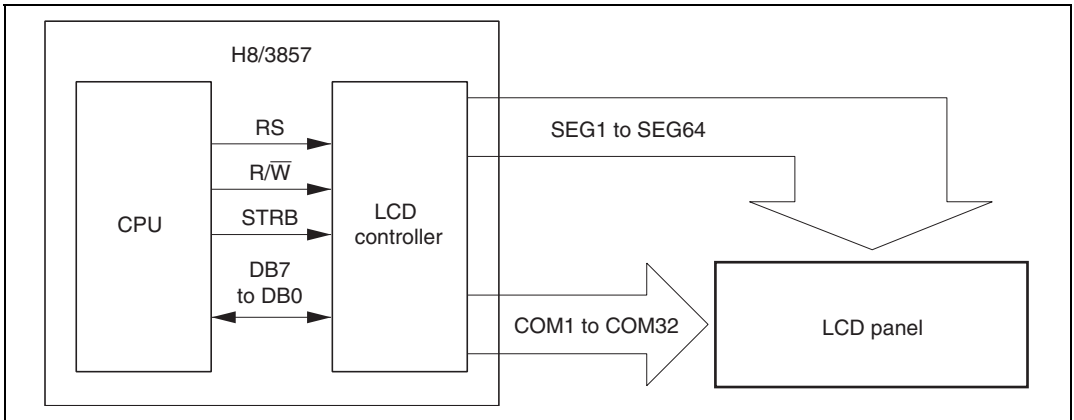 H8/3857
CPU
RS
R/W̅
STRB
DB7
to DB0
LCD
controller
SEG1 to SEG64
COM1 to COM32
LCD panel